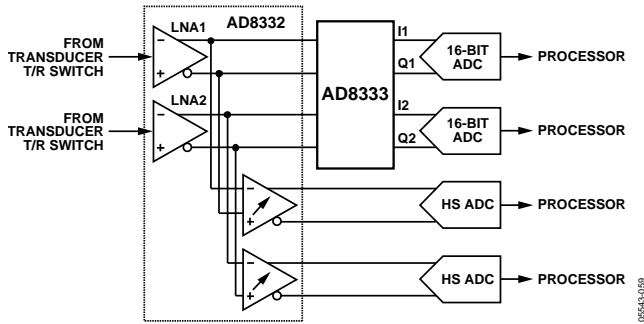 LNA1
AD8332
FROM
TRANSDUCER
T/R SWITCH
–
+
I1
Q1
16-BIT
ADC
PROCESSOR
AD8333
LNA2
FROM
TRANSDUCER
T/R SWITCH
–
+
I2
Q2
16-BIT
ADC
PROCESSOR
–
+
HS ADC
PROCESSOR
–
+
HS ADC
PROCESSOR
05543-059